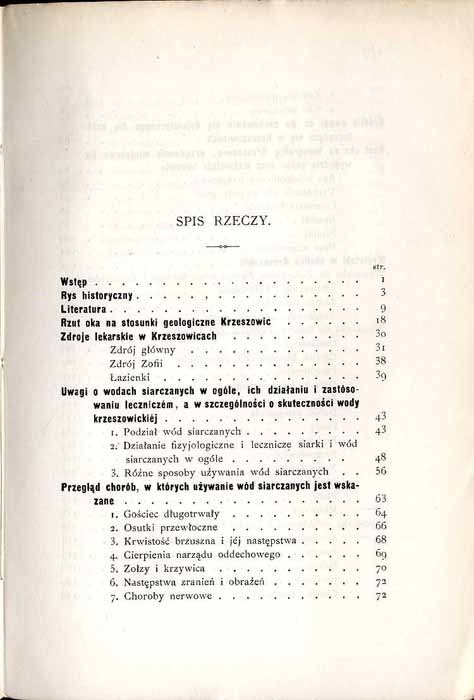 SPIS RZECZY.
str.
Wstęp . . . . . . . . . . . . . . . . . . . 1
Rys historyczny . . . . . . . . . . . . . . . 3
Literatura . . . . . . . . . . . . . . . . . . 9
Rzut oka na stosunki geologiczne Krzeszowic . . . . . . 18
Zdroje lekarskie w Krzeszowicach . . . . . . . . . . 30
Zdrój główny . . . . . . . . . . . . . 31
Zdrój Zofii . . . . . . . . . . . . . . 38
Łazienki . . . . . . . . . . . . . . . 39
Uwagi o wodach siarczanych w ogóle, ich działaniu i zastóso-
waniu leczniczém, a w szczególności o skuteczności wody
krzeszowickiéj . . . . . . . . . . . . . . 43
1. Podział wód siarczanych . . . . . . . . . 43
2. Działanie fizyjologiczne i lecznicze siarki i wód
siarczanych w ogóle . . . . . . . . 48
3. Różne sposoby używania wód siarczanych . . 56
Przegląd chorób, w których używanie wód siarczanych jest wska-
zane . . . . . . . . . . . . . . . . . 63
1. Gościec długotrwały . . . . . . . . . . 64
2. Osutki przewłoczne . . . . . . . . . . 66
3. Krwistość brzuszna i jéj następstwa . . . . . 68
4. Cierpienia narządu oddechowego . . . . . . 69
5. Zołzy i krzywica . . . . . . . . . . . 70
6. Następstwa zranień i obrażeń . . . . . . . 72
7. Choroby nerwowe . . . . . . . . . . . 72